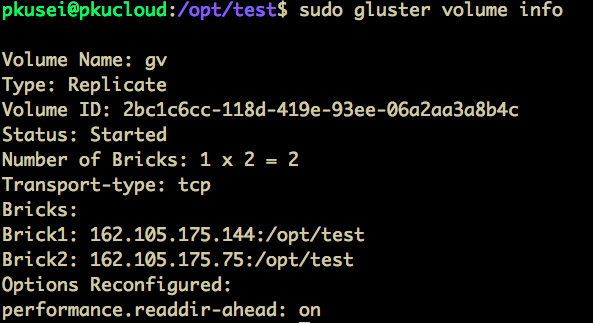 pkusei@pkucloud:/opt/test$ sudo gluster volume info
Volume Name: gv
Type: Replicate
Volume ID: 2bc1c6cc-118d-419e-93ee-06a2aa3a8b4c
Status: Started
Number of Bricks: 1 x 2 = 2
Transport-type: tcp
Bricks:
Brick1: 162.105.175.144:/opt/test
Brick2: 162.105.175.75:/opt/test
Options Reconfigured:
performance.readdir-ahead: on